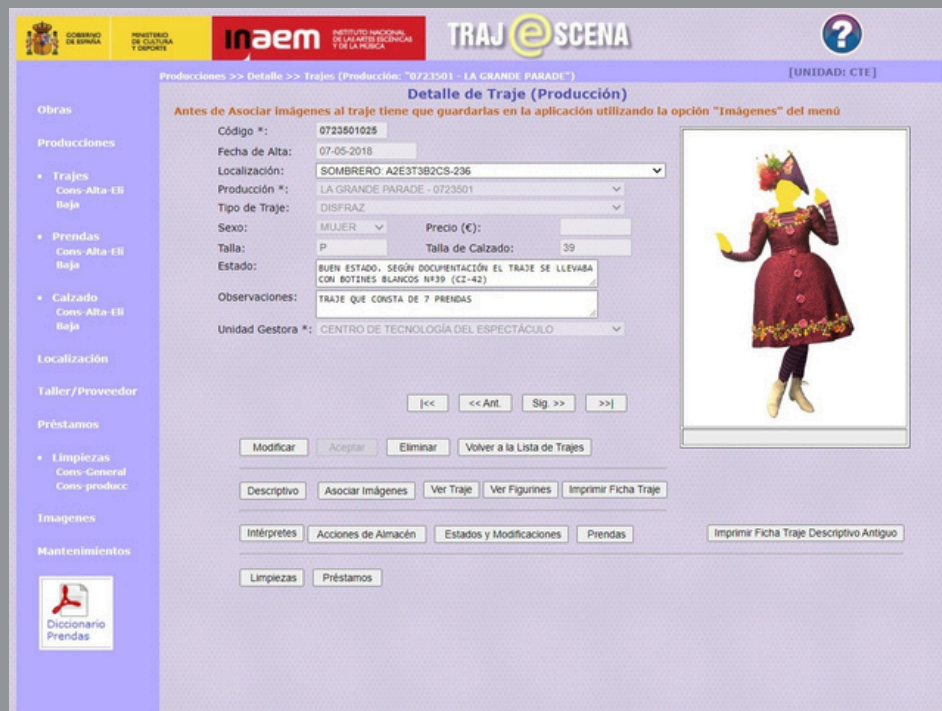 GOBIERNO DE ESPAÑA
MINISTERIO DE CULTURA Y DEPORTE
inaem
INSTITUTO NACIONAL DE LAS ARTES ESCÉNICAS Y DE LA MÚSICA
TRAJ@ESCENA
?
Producciones >> Detalle >> Trajes (Producción: "0723501 - LA GRANDE PARADE")
[UNIDAD: CTE]
Detalle de Traje (Producción)
Antes de Asociar imágenes al traje tiene que guardarlas en la aplicación utilizando la opción "Imágenes" del menú
Obras
Producciones
• Trajes
Cons-Alta-Eli
Baja
• Prendas
Cons-Alta-Eli
Baja
• Calzado
Cons-Alta-Eli
Baja
Localización
Taller/Proveedor
Préstamos
• Limpiezas
Cons-General
Cons-producc
Imagenes
Mantenimientos
Diccionario
Prendas
Código *: 0723501025
Fecha de Alta: 07-05-2018
Localización: SOMBRERO: A2E3T3B2CS-236
Producción *: LA GRANDE PARADE - 0723501
Tipo de Traje: DISFRAZ
Sexo: MUJER Precio (€):
Talla: P Talla de Calzado: 39
Estado: BUEN ESTADO. SEGÚN DOCUMENTACIÓN EL TRAJE SE LLEVABA
CON BOTINES BLANCOS Nº39 (CZ-42)
Observaciones: TRAJE QUE CONSTA DE 7 PRENDAS
Unidad Gestora *: CENTRO DE TECNOLOGÍA DEL ESPECTÁCULO
|<< << Ant. Sig. >> >>|
Modificar Aceptar Eliminar Volver a la Lista de Trajes
Descriptivo Asociar Imágenes Ver Traje Ver Figurines Imprimir Ficha Traje
Intérpretes Acciones de Almacén Estados y Modificaciones Prendas Imprimir Ficha Traje Descriptivo Antiguo
Limpiezas Préstamos